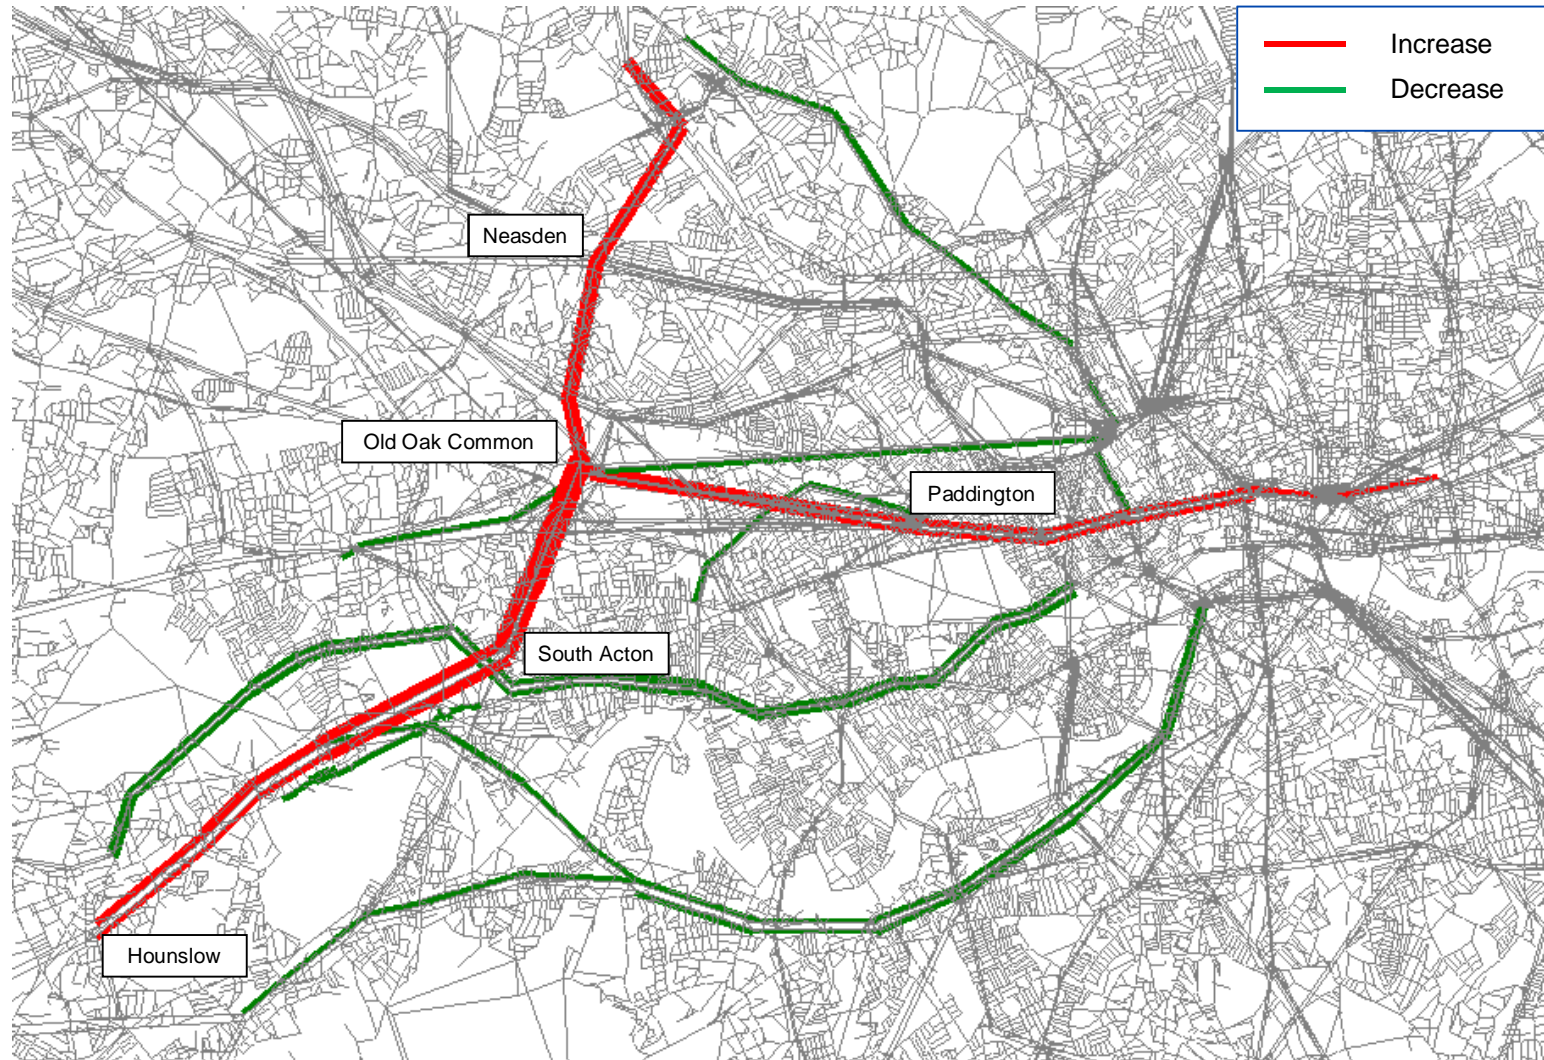 Increase
Decrease
Neasden
Old Oak Common
Paddington
South Acton
Hounslow